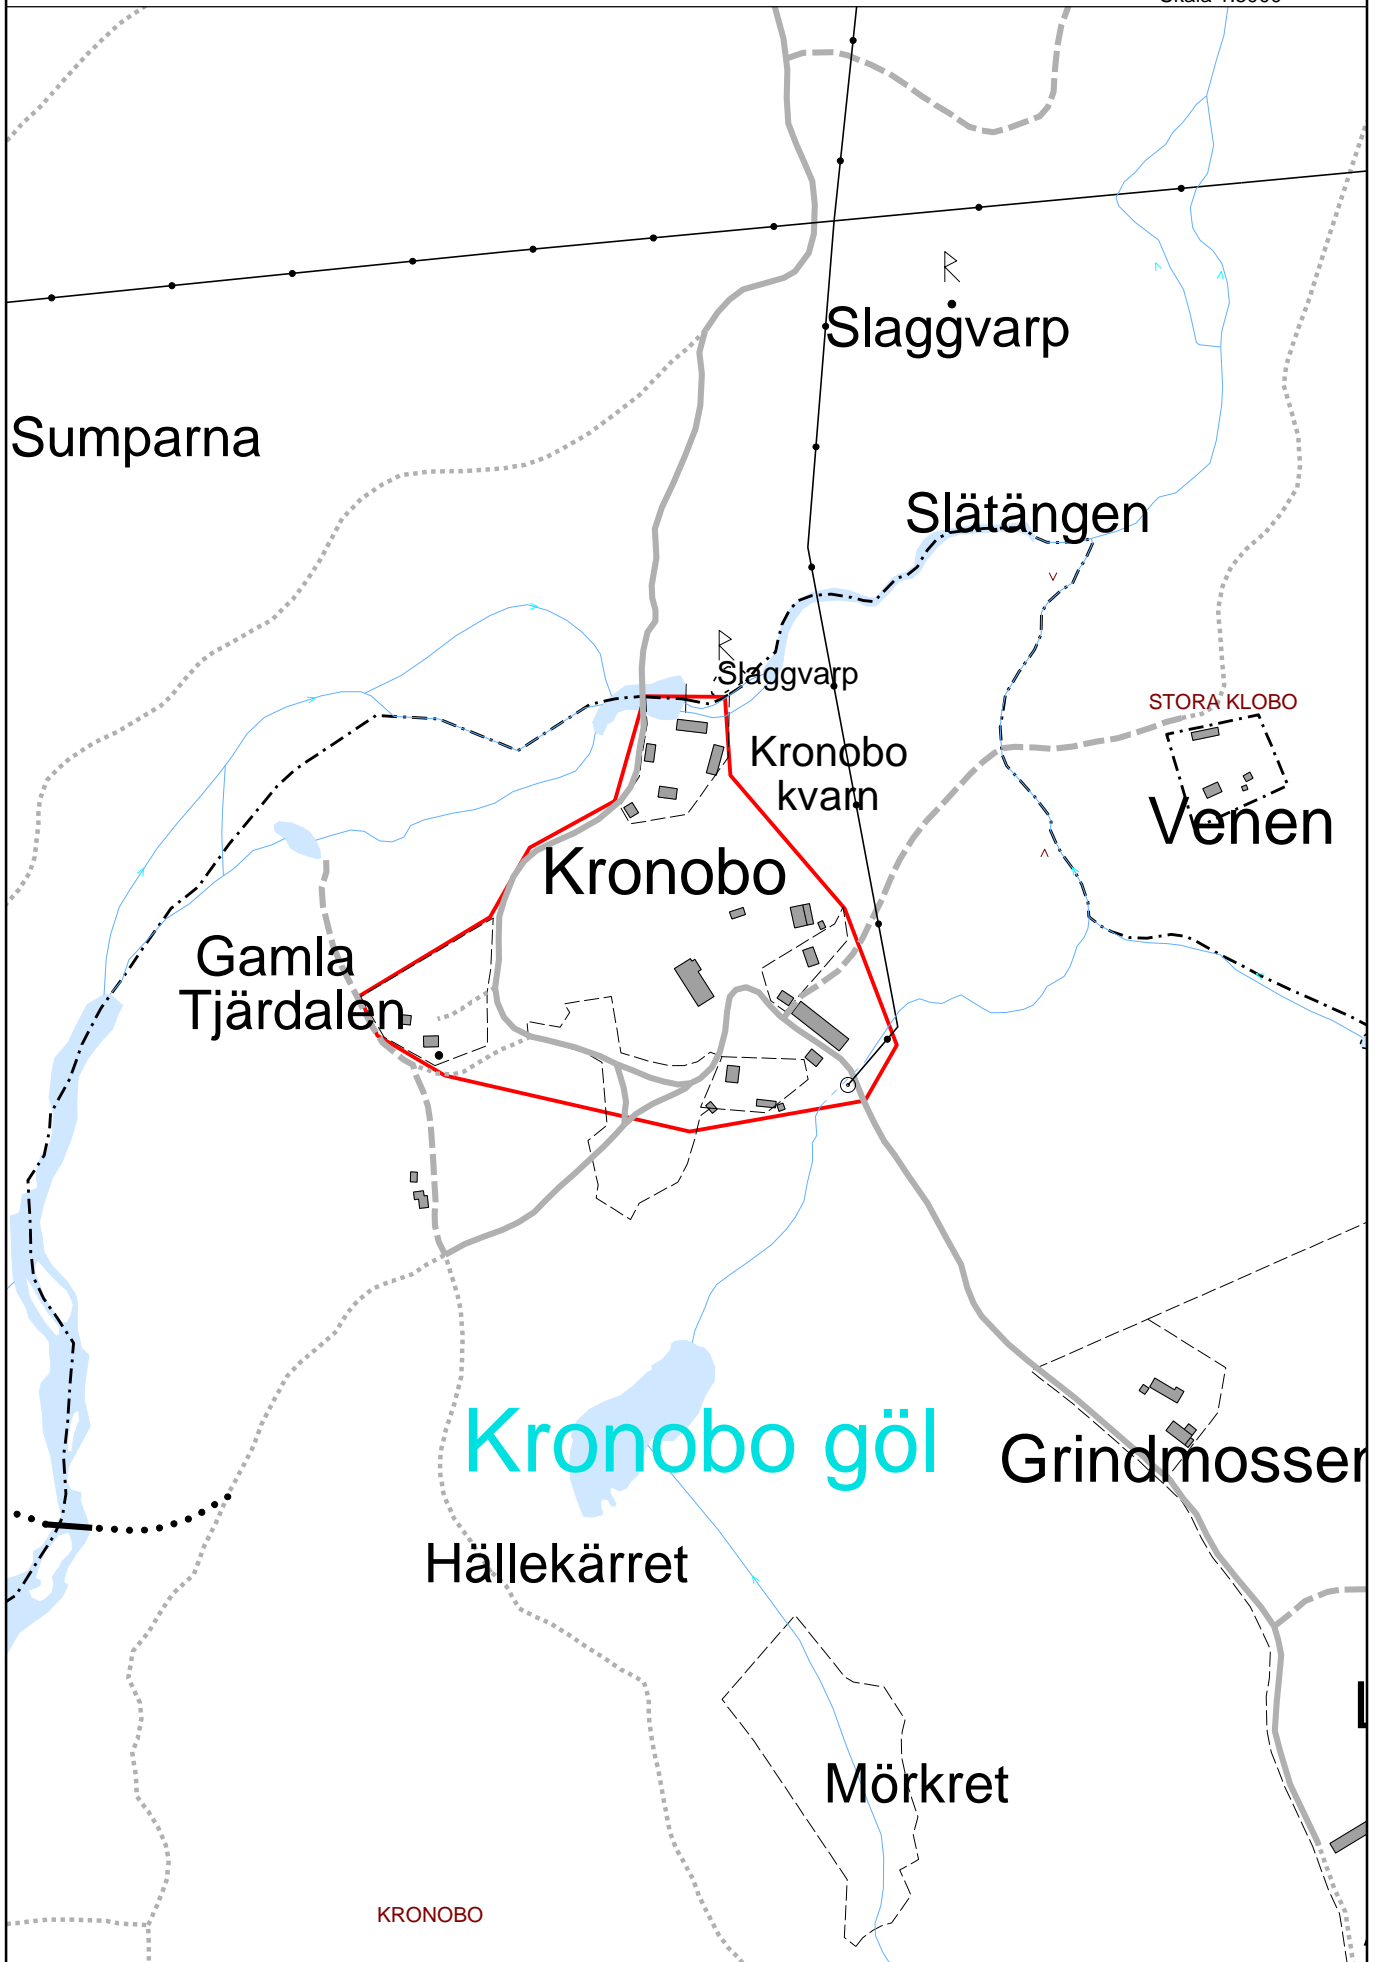 Slaggvarp
Sumparna
Slätängen
Slaggvarp
STORA KLOBO
Kronobo
kvarn
Venen
Kronobo
Gamla
Tjärdalen
Kronobo göl
Grindmossen
Hällekärret
Mörkret
KRONOBO